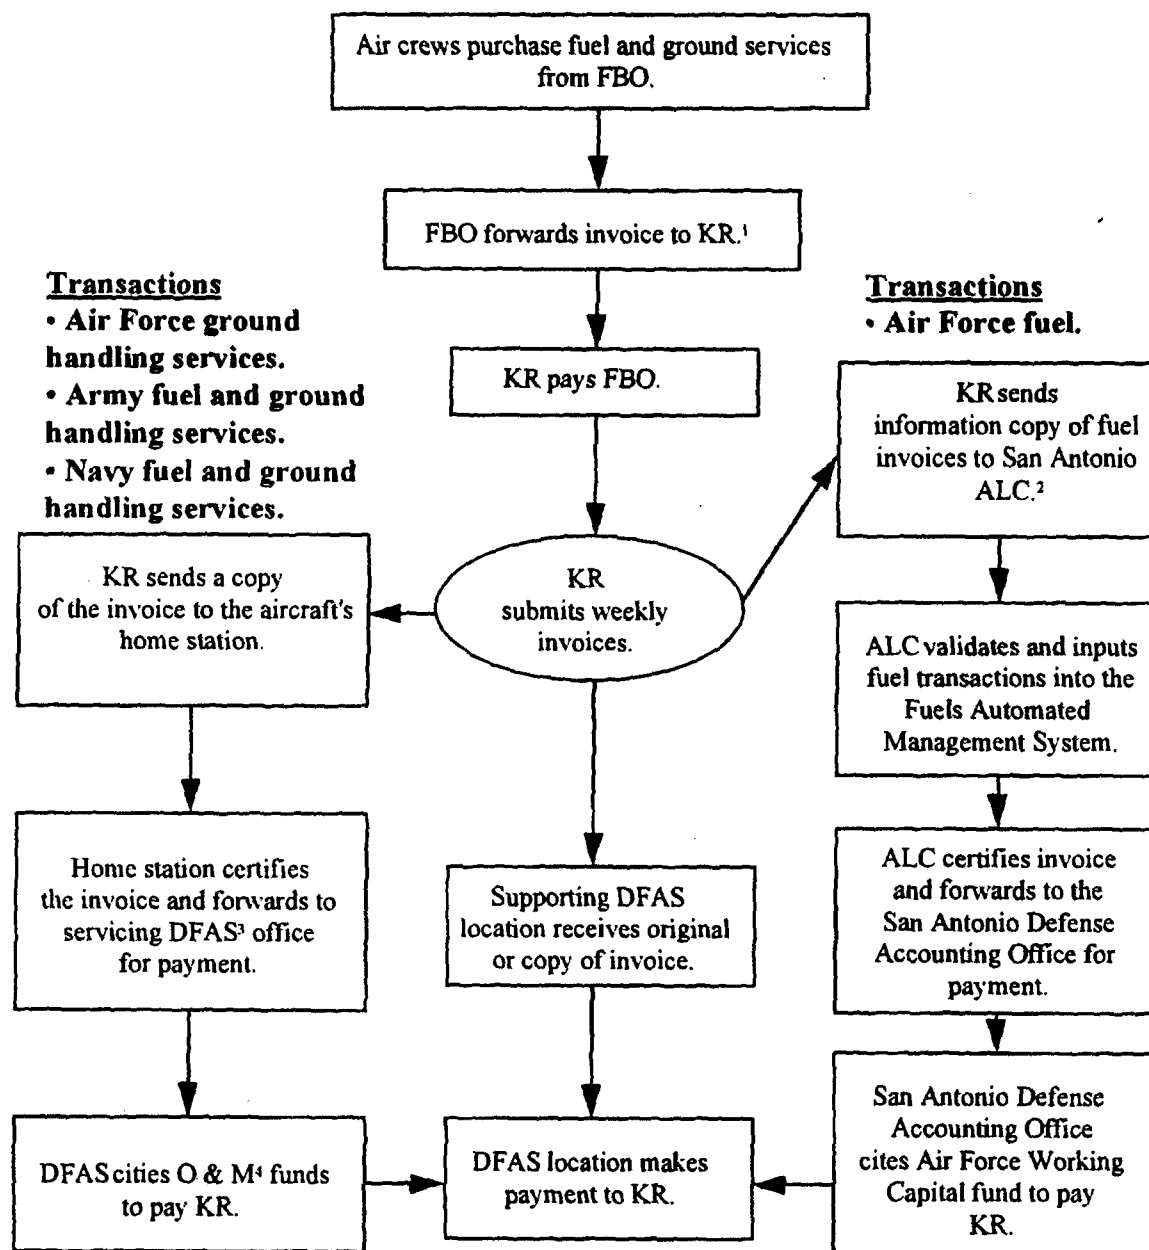 Air crews purchase fuel and ground services
from FBO.
FBO forwards invoice to KR.¹
Transactions
• Air Force ground
handling services.
• Army fuel and ground
handling services.
• Navy fuel and ground
handling services.
Transactions
• Air Force fuel.
KR pays FBO.
KR sends
information copy of fuel
invoices to San Antonio
ALC.²
KR sends a copy
of the invoice to the aircraft's
home station.
KR
submits weekly
invoices.
ALC validates and inputs
fuel transactions into the
Fuels Automated
Management System.
Home station certifies
the invoice and forwards to
servicing DFAS³ office
for payment.
Supporting DFAS
location receives original
or copy of invoice.
ALC certifies invoice
and forwards to the
San Antonio Defense
Accounting Office for
payment.
DFAS cities O & M⁴ funds
to pay KR.
DFAS location makes
payment to KR.
San Antonio Defense
Accounting Office
cites Air Force Working
Capital fund to pay
KR.